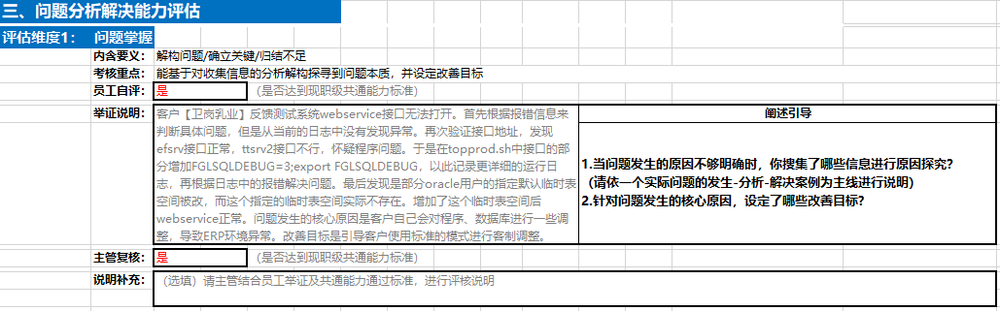 三、问题分析解决能力评估
评估维度1： 问题掌握
内含要义： 解构问题/确立关键/归结不足
考核重点： 能基于对收集信息的分析解构探寻到问题本质，并设定改善目标
员工自评： 是 （是否达到现职级共通能力标准）
举证说明：
客户【卫岗乳业】反馈测试系统webservice接口无法打开。首先根据报错信息来
判断具体问题，但是从当前的日志中没有发现异常。再次验证接口地址，发现
efsrv接口正常，ttsrv2接口不行，怀疑程序问题。于是在topprod.sh中接口的部
分增加FGLSQLDEBUG=3;export FGLSQLDEBUG，以此记录更详细的运行日
志，再根据日志中的报错解决问题。最后发现是部分oracle用户的指定默认临时表
空间被改，而这个指定的临时表空间实际不存在。增加了这个临时表空间后
webservice正常。问题发生的核心原因是客户自己会对程序、数据库进行一些调
整，导致ERP环境异常。改善目标是引导客户使用标准的模式进行客制调整。
阐述引导
1.当问题发生的原因不够明确时，你搜集了哪些信息进行原因探究？
（请依一个实际问题的发生-分析-解决案例为主线进行说明）
2.针对问题发生的核心原因，设定了哪些改善目标？
主管复核： 是 （是否达到现职级共通能力标准）
说明补充： （选填）请主管结合员工举证及共通能力通过标准，进行评核说明